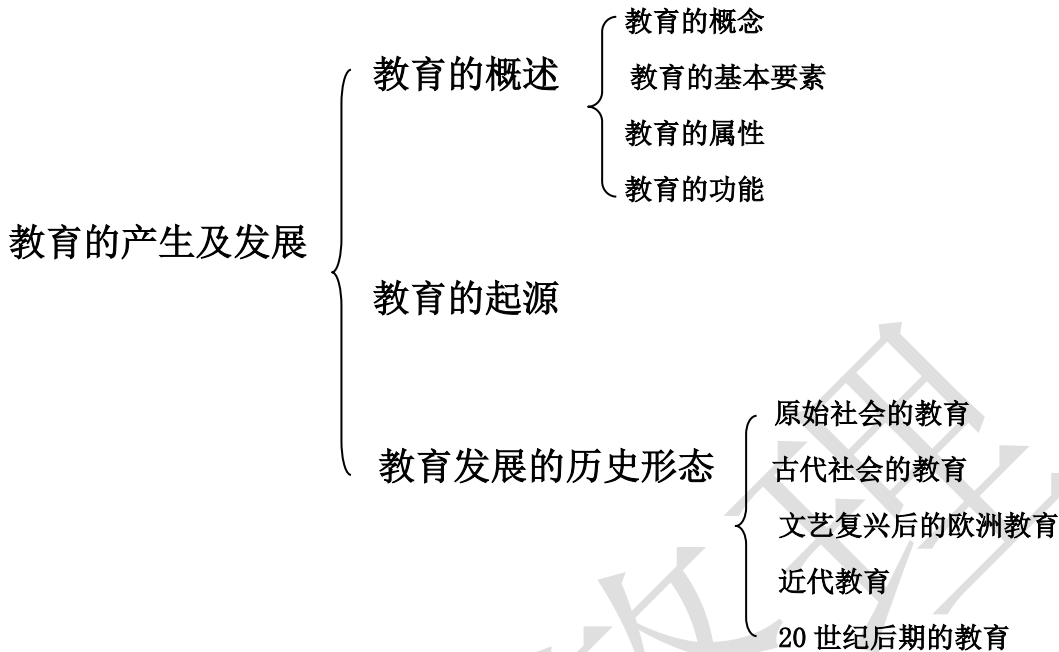 教育的产生及发展
教育的概述
教育的概念
教育的基本要素
教育的属性
教育的功能
教育的起源
教育发展的历史形态
原始社会的教育
古代社会的教育
文艺复兴后的欧洲教育
近代教育
20 世纪后期的教育